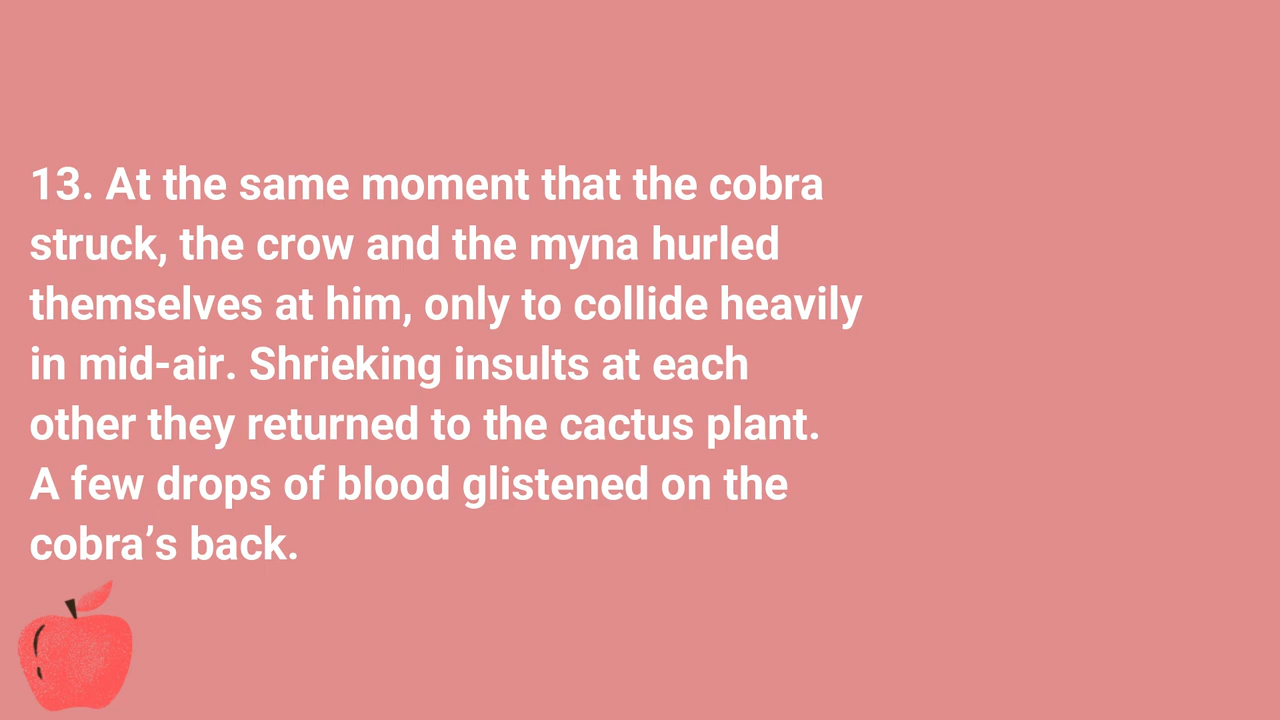 13. At the same moment that the cobra
struck, the crow and the myna hurled
themselves at him, only to collide heavily
in mid-air. Shrieking insults at each
other they returned to the cactus plant.
A few drops of blood glistened on the
cobra’s back.